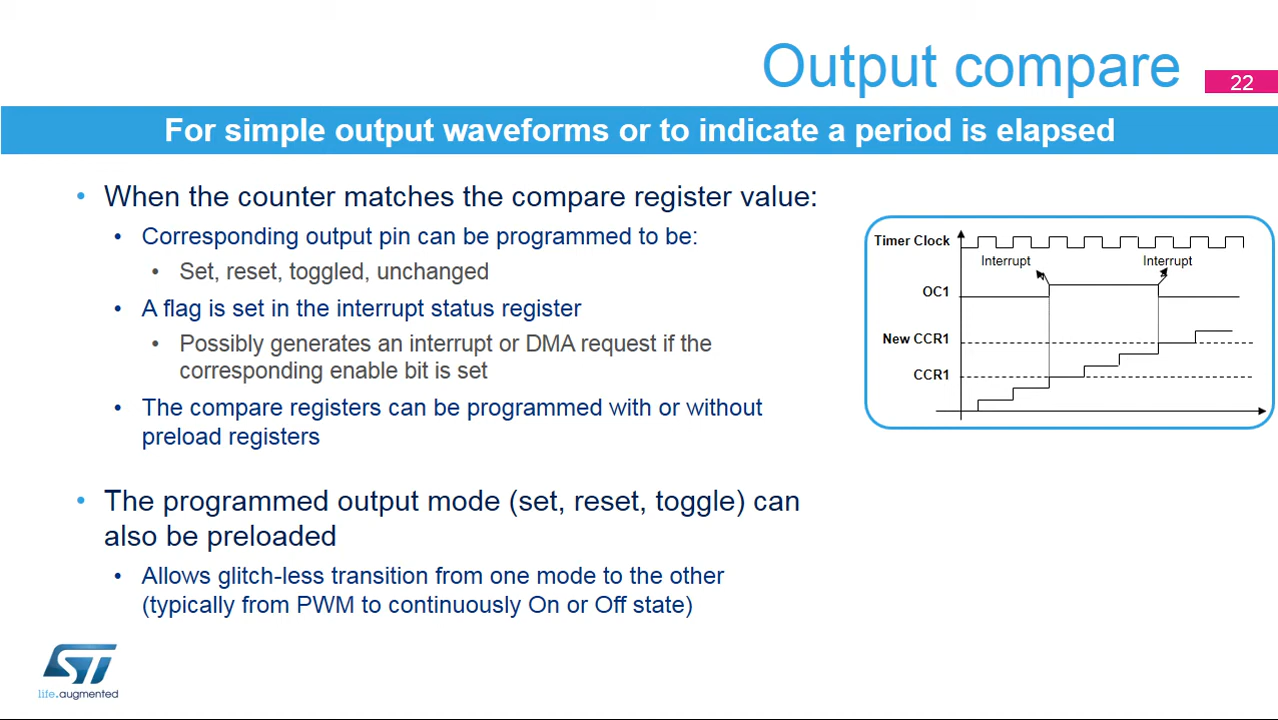 Output compare
22
For simple output waveforms or to indicate a period is elapsed
• When the counter matches the compare register value:
• Corresponding output pin can be programmed to be:
• Set, reset, toggled, unchanged
• A flag is set in the interrupt status register
• Possibly generates an interrupt or DMA request if the
corresponding enable bit is set
• The compare registers can be programmed with or without
preload registers
• The programmed output mode (set, reset, toggle) can
also be preloaded
• Allows glitch-less transition from one mode to the other
(typically from PWM to continuously On or Off state)
Timer Clock
Interrupt Interrupt
OC1
New CCR1
CCR1
ST
life.augmented